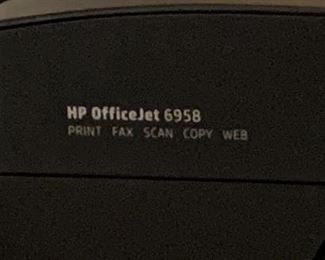 HP OfficeJet 6958
PRINT FAX SCAN COPY WEB